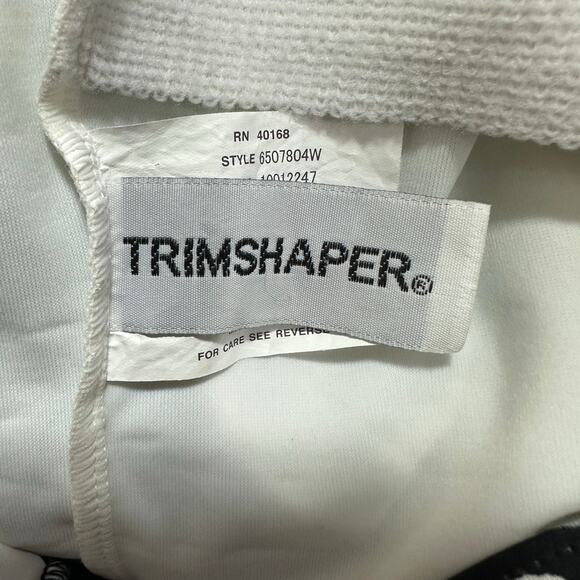 RN 40168
STYLE 6507804W
10012247
TRIMSHAPER®
FOR CARE SEE REVERSE